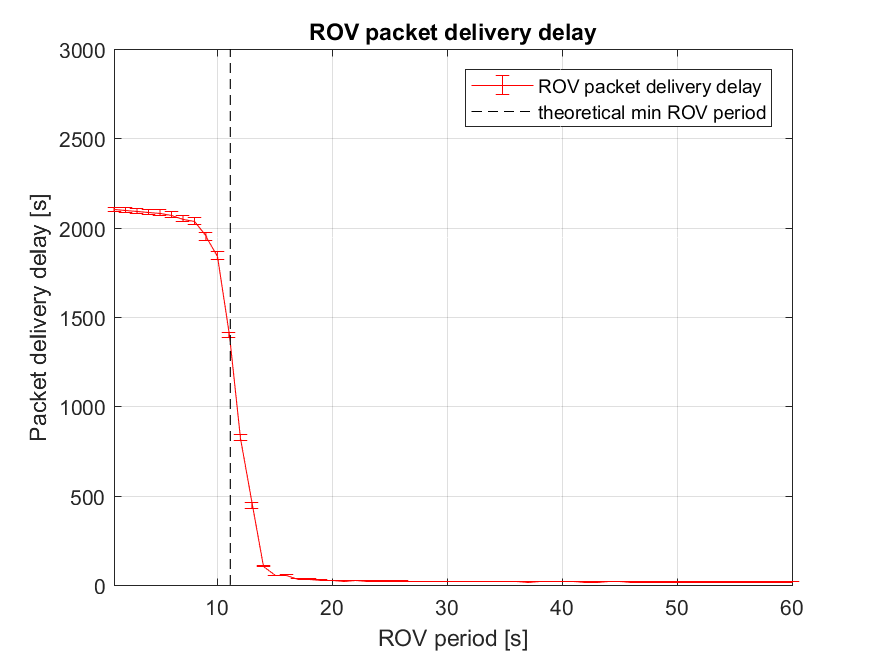 ROV packet delivery delay
3000
2500
2000
1500
1000
500
0
Packet delivery delay [s]
ROV packet delivery delay
theoretical min ROV period
10
20
30
40
50
60
ROV period [s]